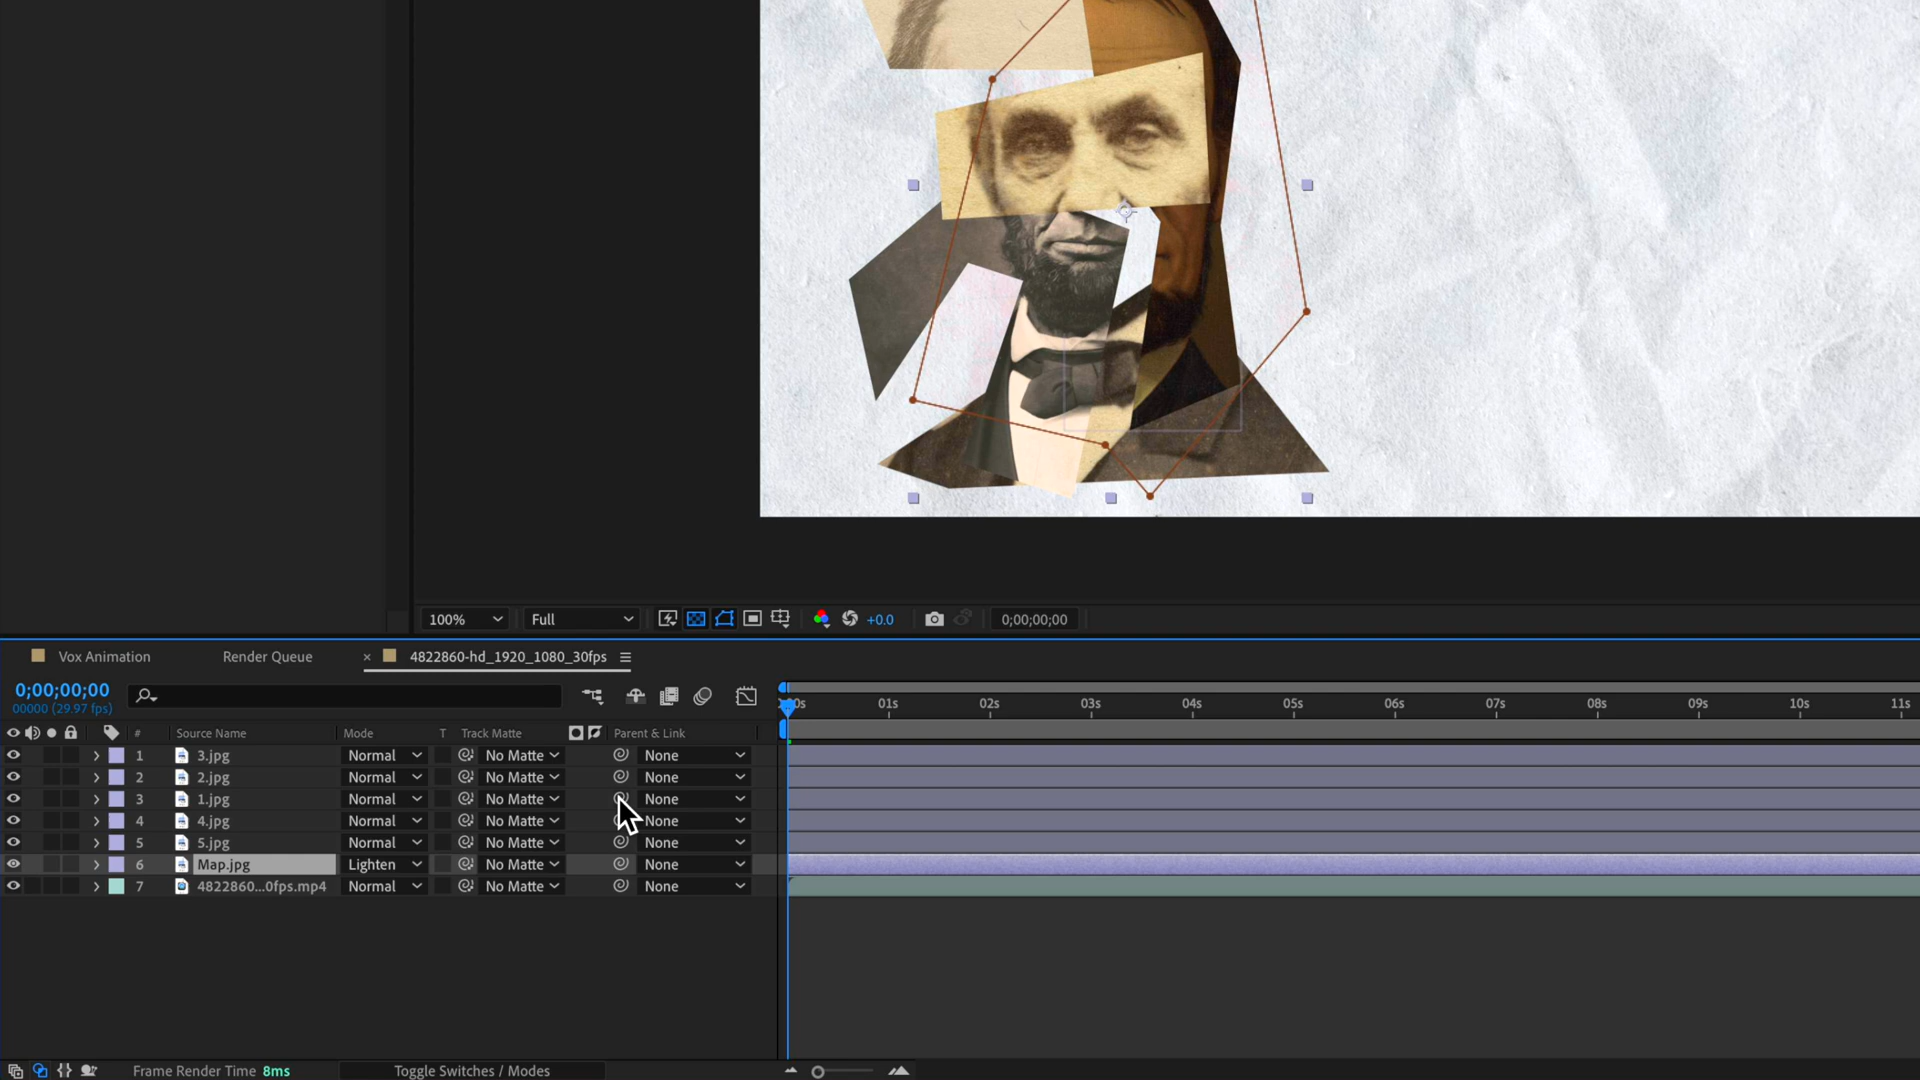 100% Full +0.0 0;00;00;00
Vox Animation Render Queue × 4822860-hd_1920_1080_30fps
0;00;00;00
00000 (29.97 fps)
01s 02s 03s 04s 05s 06s 07s 08s 09s 10s 11s
# Source Name Mode T Track Matte Parent & Link
1 3.jpg Normal No Matte None
2 2.jpg Normal No Matte None
3 1.jpg Normal No Matte None
4 4.jpg Normal No Matte None
5 5.jpg Normal No Matte None
6 Map.jpg Lighten No Matte None
7 4822860...0fps.mp4 Normal No Matte None
Frame Render Time 8ms Toggle Switches / Modes